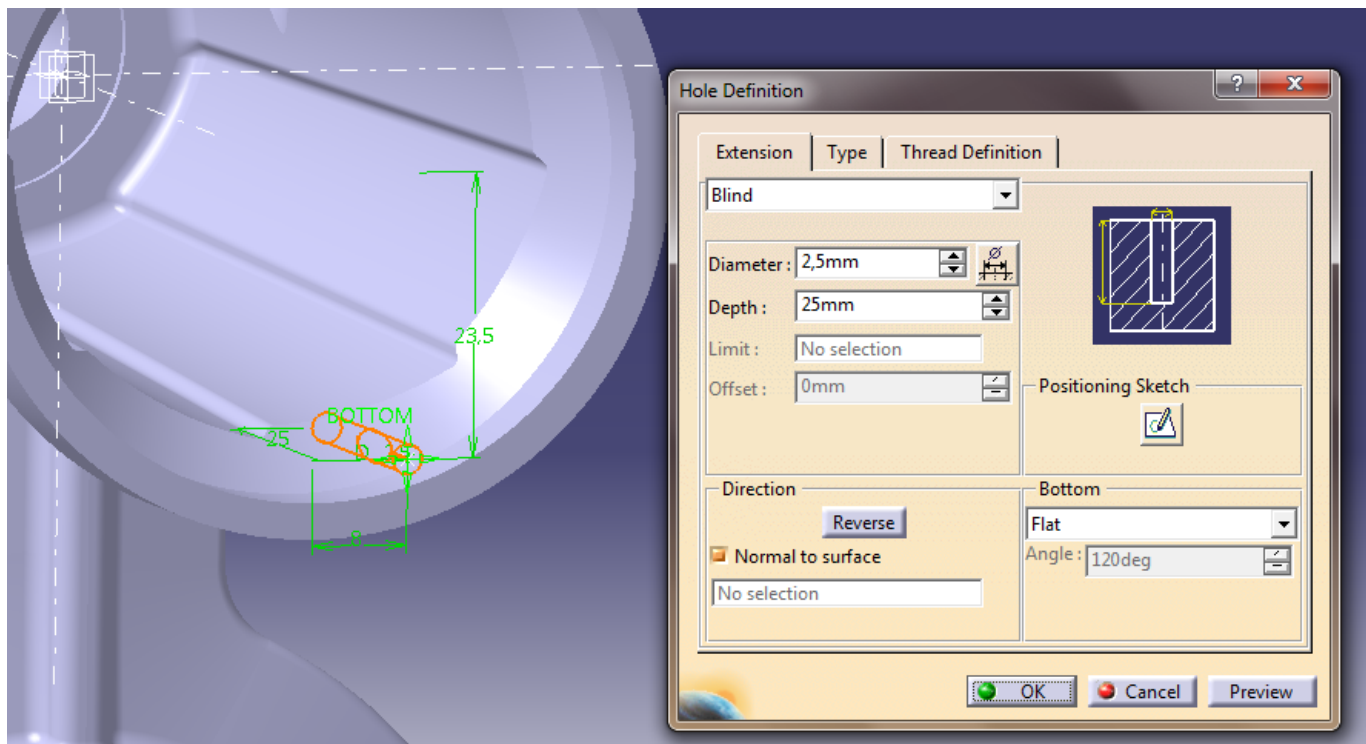 Hole Definition
?
X
Extension
Type
Thread Definition
Blind
Diameter :
2,5mm
Depth :
25mm
Limit :
No selection
Offset :
0mm
Positioning Sketch
Direction
Reverse
Normal to surface
No selection
Bottom
Flat
Angle :
120deg
OK
Cancel
Preview
23,5
BOTTOM
25
8